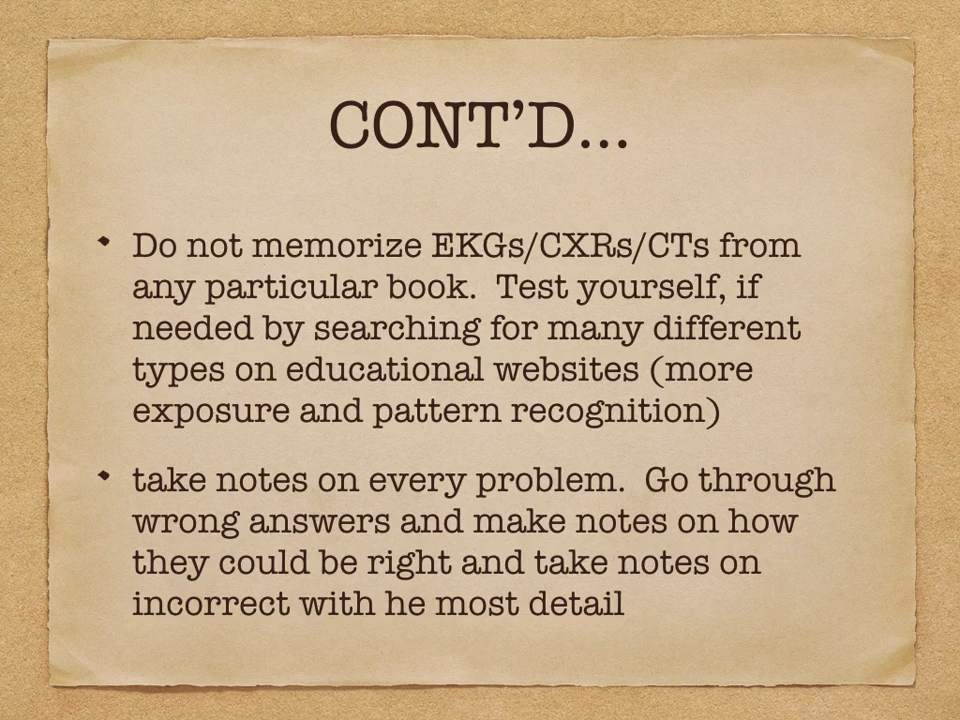 CONT’D...
Do not memorize EKGs/CXRs/CTs from
any particular book.  Test yourself, if
needed by searching for many different
types on educational websites (more
exposure and pattern recognition)
take notes on every problem.  Go through
wrong answers and make notes on how
they could be right and take notes on
incorrect with he most detail